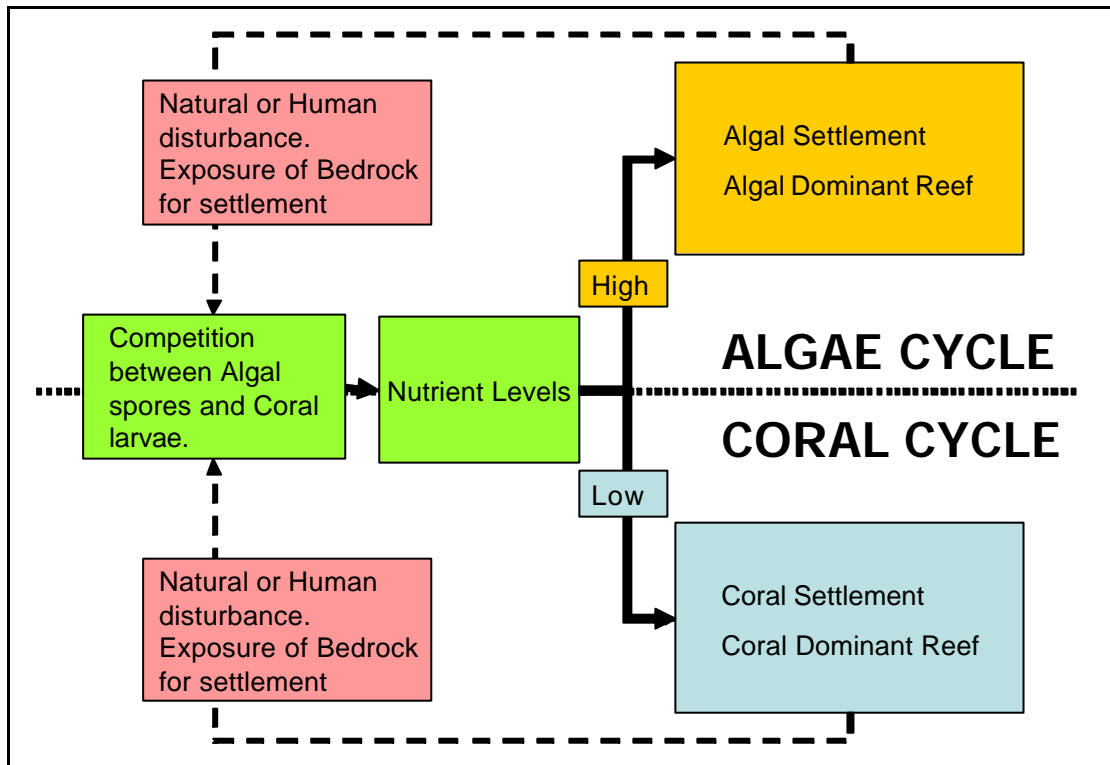 Natural or Human
disturbance.
Exposure of Bedrock
for settlement
Algal Settlement
Algal Dominant Reef
High
Competition
between Algal
spores and Coral
larvae.
Nutrient Levels
ALGAE CYCLE
CORAL CYCLE
Low
Natural or Human
disturbance.
Exposure of Bedrock
for settlement
Coral Settlement
Coral Dominant Reef